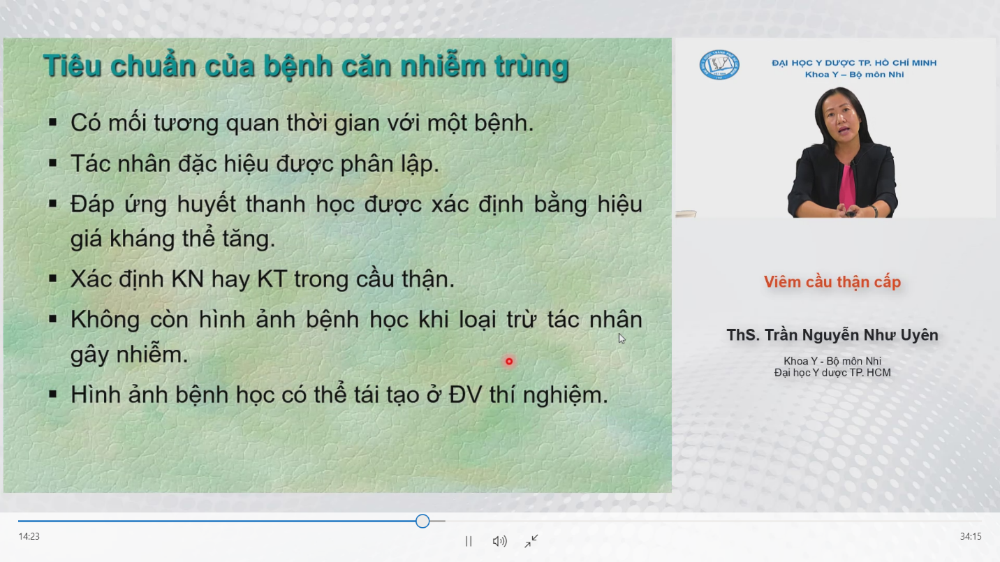 Tiêu chuẩn của bệnh căn nhiễm trùng
▪ Có mối tương quan thời gian với một bệnh.
▪ Tác nhân đặc hiệu được phân lập.
▪ Đáp ứng huyết thanh học được xác định bằng hiệu
giá kháng thể tăng.
▪ Xác định KN hay KT trong cầu thận.
▪ Không còn hình ảnh bệnh học khi loại trừ tác nhân
gây nhiễm.
▪ Hình ảnh bệnh học có thể tái tạo ở ĐV thí nghiệm.
ĐẠI HỌC Y DƯỢC TP. HỒ CHÍ MINH
Khoa Y – Bộ môn Nhi
Viêm cầu thận cấp
ThS. Trần Nguyễn Như Uyên
Khoa Y - Bộ môn Nhi
Đại học Y dược TP. HCM
14:23
34:15